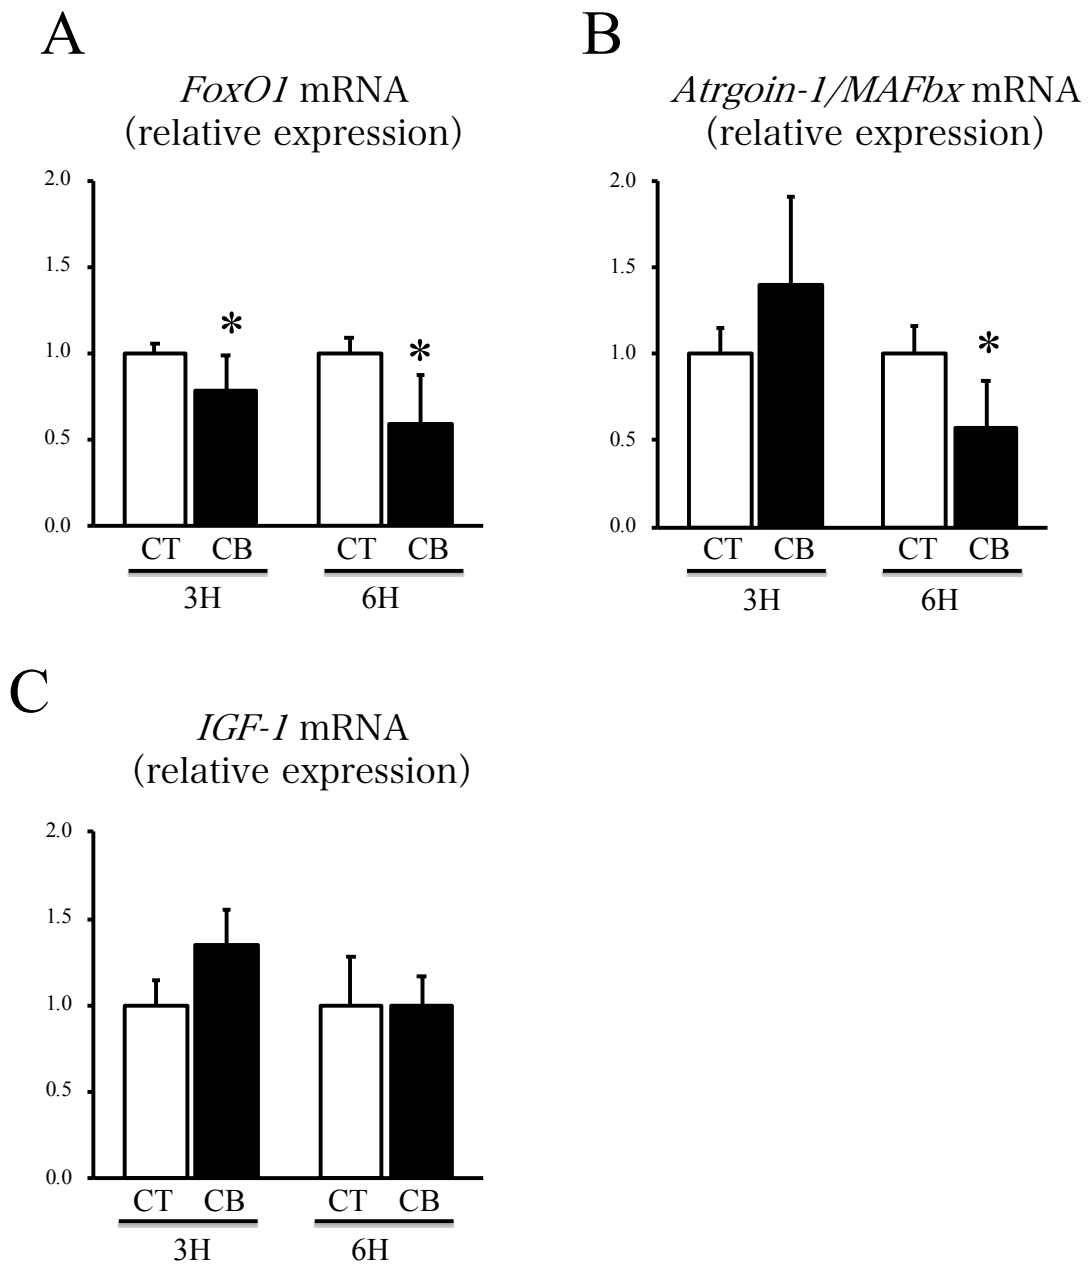 A
FoxO1 mRNA
(relative expression)
2.0
1.5
1.0
0.5
0.0
*
*
CT CB CT CB
3H 6H
B
Atrgoin-1/MAFbx mRNA
(relative expression)
2.0
1.5
1.0
0.5
0.0
*
CT CB CT CB
3H 6H
C
IGF-1 mRNA
(relative expression)
2.0
1.5
1.0
0.5
0.0
CT CB CT CB
3H 6H